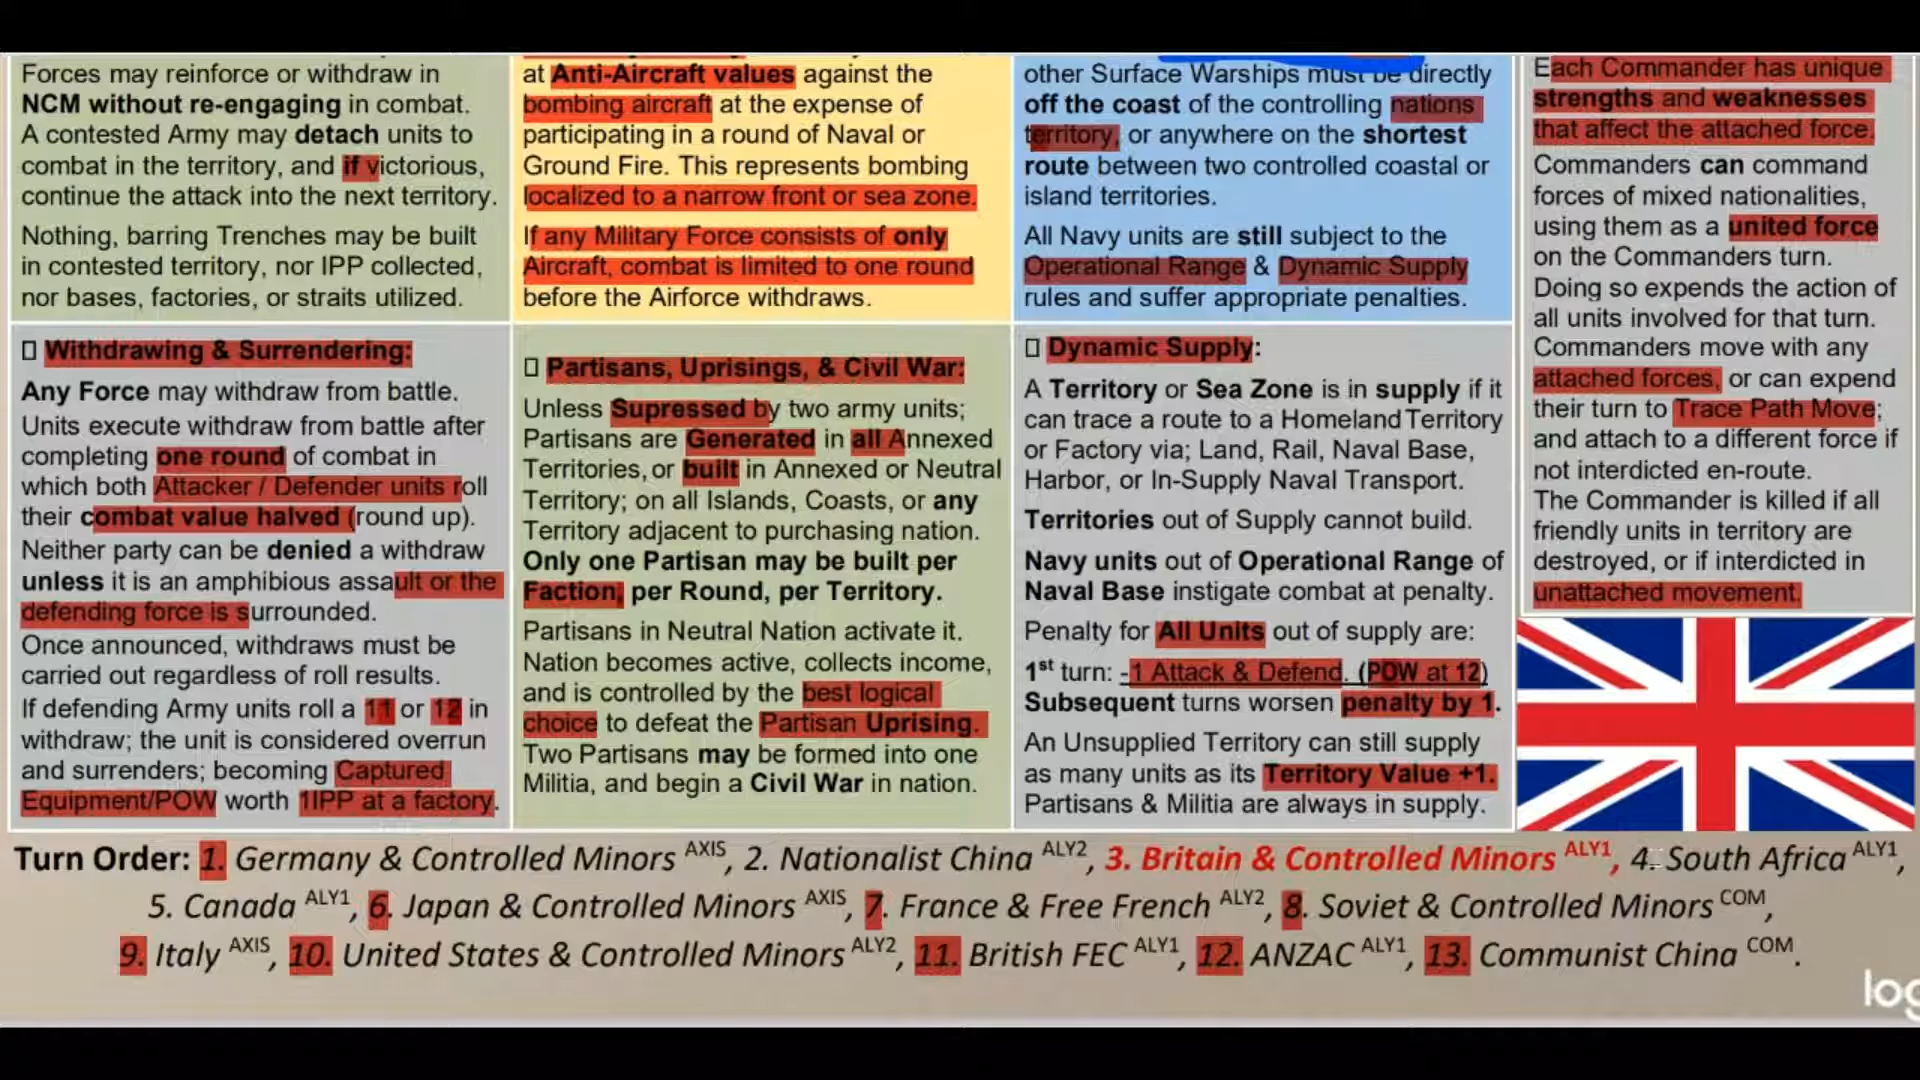 Forces may reinforce or withdraw in
NCM without re-engaging in combat.
A contested Army may detach units to
combat in the territory, and if victorious,
continue the attack into the next territory.
Nothing, barring Trenches may be built
in contested territory, nor IPP collected,
nor bases, factories, or straits utilized.
at Anti-Aircraft values against the
bombing aircraft at the expense of
participating in a round of Naval or
Ground Fire. This represents bombing
localized to a narrow front or sea zone.
If any Military Force consists of only
Aircraft, combat is limited to one round
before the Airforce withdraws.
other Surface Warships must be directly
off the coast of the controlling nations
territory, or anywhere on the shortest
route between two controlled coastal or
island territories.
All Navy units are still subject to the
Operational Range & Dynamic Supply
rules and suffer appropriate penalties.
Each Commander has unique
strengths and weaknesses
that affect the attached force.
Commanders can command
forces of mixed nationalities,
using them as a united force
on the Commanders turn.
Doing so expends the action of
all units involved for that turn.
Commanders move with any
attached forces, or can expend
their turn to Trace Path Move;
and attach to a different force if
not interdicted en-route.
The Commander is killed if all
friendly units in territory are
destroyed, or if interdicted in
unattached movement.
Withdrawing & Surrendering:
Any Force may withdraw from battle.
Units execute withdraw from battle after
completing one round of combat in
which both Attacker / Defender units roll
their combat value halved (round up).
Neither party can be denied a withdraw
unless it is an amphibious assault or the
defending force is surrounded.
Once announced, withdraws must be
carried out regardless of roll results.
If defending Army units roll a 11 or 12 in
withdraw; the unit is considered overrun
and surrenders; becoming Captured
Equipment/POW worth 1IPP at a factory.
Partisans, Uprisings, & Civil War:
Unless Supressed by two army units;
Partisans are Generated in all Annexed
Territories, or built in Annexed or Neutral
Territory; on all Islands, Coasts, or any
Territory adjacent to purchasing nation.
Only one Partisan may be built per
Faction, per Round, per Territory.
Partisans in Neutral Nation activate it.
Nation becomes active, collects income,
and is controlled by the best logical
choice to defeat the Partisan Uprising.
Two Partisans may be formed into one
Militia, and begin a Civil War in nation.
Dynamic Supply:
A Territory or Sea Zone is in supply if it
can trace a route to a Homeland Territory
or Factory via; Land, Rail, Naval Base,
Harbor, or In-Supply Naval Transport.
Territories out of Supply cannot build.
Navy units out of Operational Range of
Naval Base instigate combat at penalty.
Penalty for All Units out of supply are:
1st turn: -1 Attack & Defend. (POW at 12)
Subsequent turns worsen penalty by 1.
An Unsupplied Territory can still supply
as many units as its Territory Value +1.
Partisans & Militia are always in supply.
Turn Order: 1. Germany & Controlled Minors AXIS, 2. Nationalist China ALY2, 3. Britain & Controlled Minors ALY1, 4. South Africa ALY1,
5. Canada ALY1, 6. Japan & Controlled Minors AXIS, 7. France & Free French ALY2, 8. Soviet & Controlled Minors COM,
9. Italy AXIS, 10. United States & Controlled Minors ALY2, 11. British FEC ALY1, 12. ANZAC ALY1, 13. Communist China COM.
log